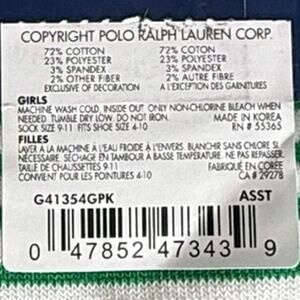 COPYRIGHT POLO RALPH LAUREN CORP.
72% COTTON 72% COTON
23% POLYESTER 23% POLYESTER
3% SPANDEX 3% SPANDEX
2% OTHER FIBER 2% AUTRE FIBRE
EXCLUSIVE OF DECORATION A L'EXCEPTION DES GARNITURES
GIRLS
MACHINE WASH COLD, INSIDE OUT ONLY NON-CHLORINE BLEACH WHEN
NEEDED. TUMBLE DRY LOW. DO NOT IRON. MADE IN KOREA
SOCK SIZE 9-11 FITS SHOE SIZE 4-10 RN # 55365
FILLES
LAVER A LA MACHINE À L'EAU FROIDE À L'ENVERS. BLANCHIR SANS CHLORE SI
NÉCESSAIRE. SÉCHAGE EN TAMBOUR A BASSE TEMPÉRATURE. NE PAS REPASSER.
TAILLE DE CHAUSSETTES 9-11 FABRIQUÉ EN CORÉE
CONVIENT POUR LES POINTURES 4-10 CA # 29278
G41354GPK ASST
0 47852 47343 9